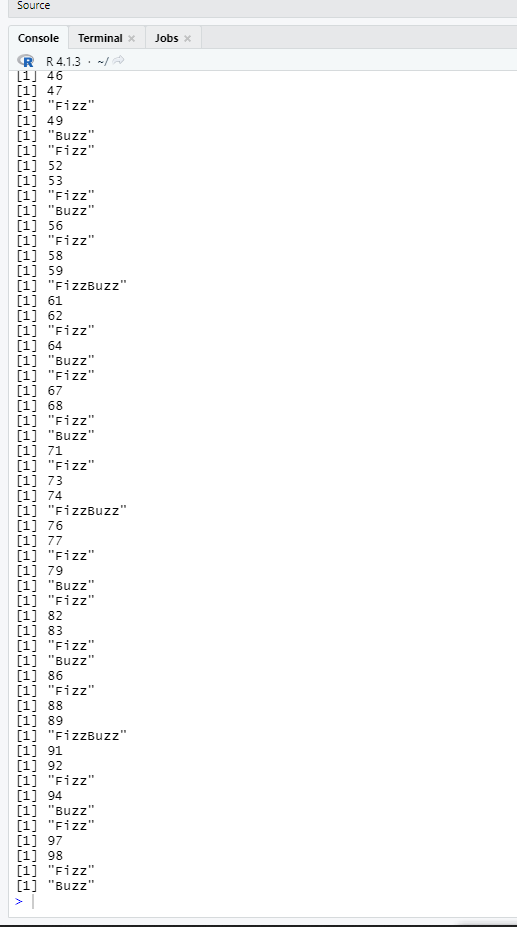 Source
Console Terminal Jobs
R R 4.1.3 · ~/
[1] 46
[1] 47
[1] "Fizz"
[1] 49
[1] "Buzz"
[1] "Fizz"
[1] 52
[1] 53
[1] "Fizz"
[1] "Buzz"
[1] 56
[1] "Fizz"
[1] 58
[1] 59
[1] "FizzBuzz"
[1] 61
[1] 62
[1] "Fizz"
[1] 64
[1] "Buzz"
[1] "Fizz"
[1] 67
[1] 68
[1] "Fizz"
[1] "Buzz"
[1] 71
[1] "Fizz"
[1] 73
[1] 74
[1] "FizzBuzz"
[1] 76
[1] 77
[1] "Fizz"
[1] 79
[1] "Buzz"
[1] "Fizz"
[1] 82
[1] 83
[1] "Fizz"
[1] "Buzz"
[1] 86
[1] "Fizz"
[1] 88
[1] 89
[1] "FizzBuzz"
[1] 91
[1] 92
[1] "Fizz"
[1] 94
[1] "Buzz"
[1] "Fizz"
[1] 97
[1] 98
[1] "Fizz"
[1] "Buzz"
>